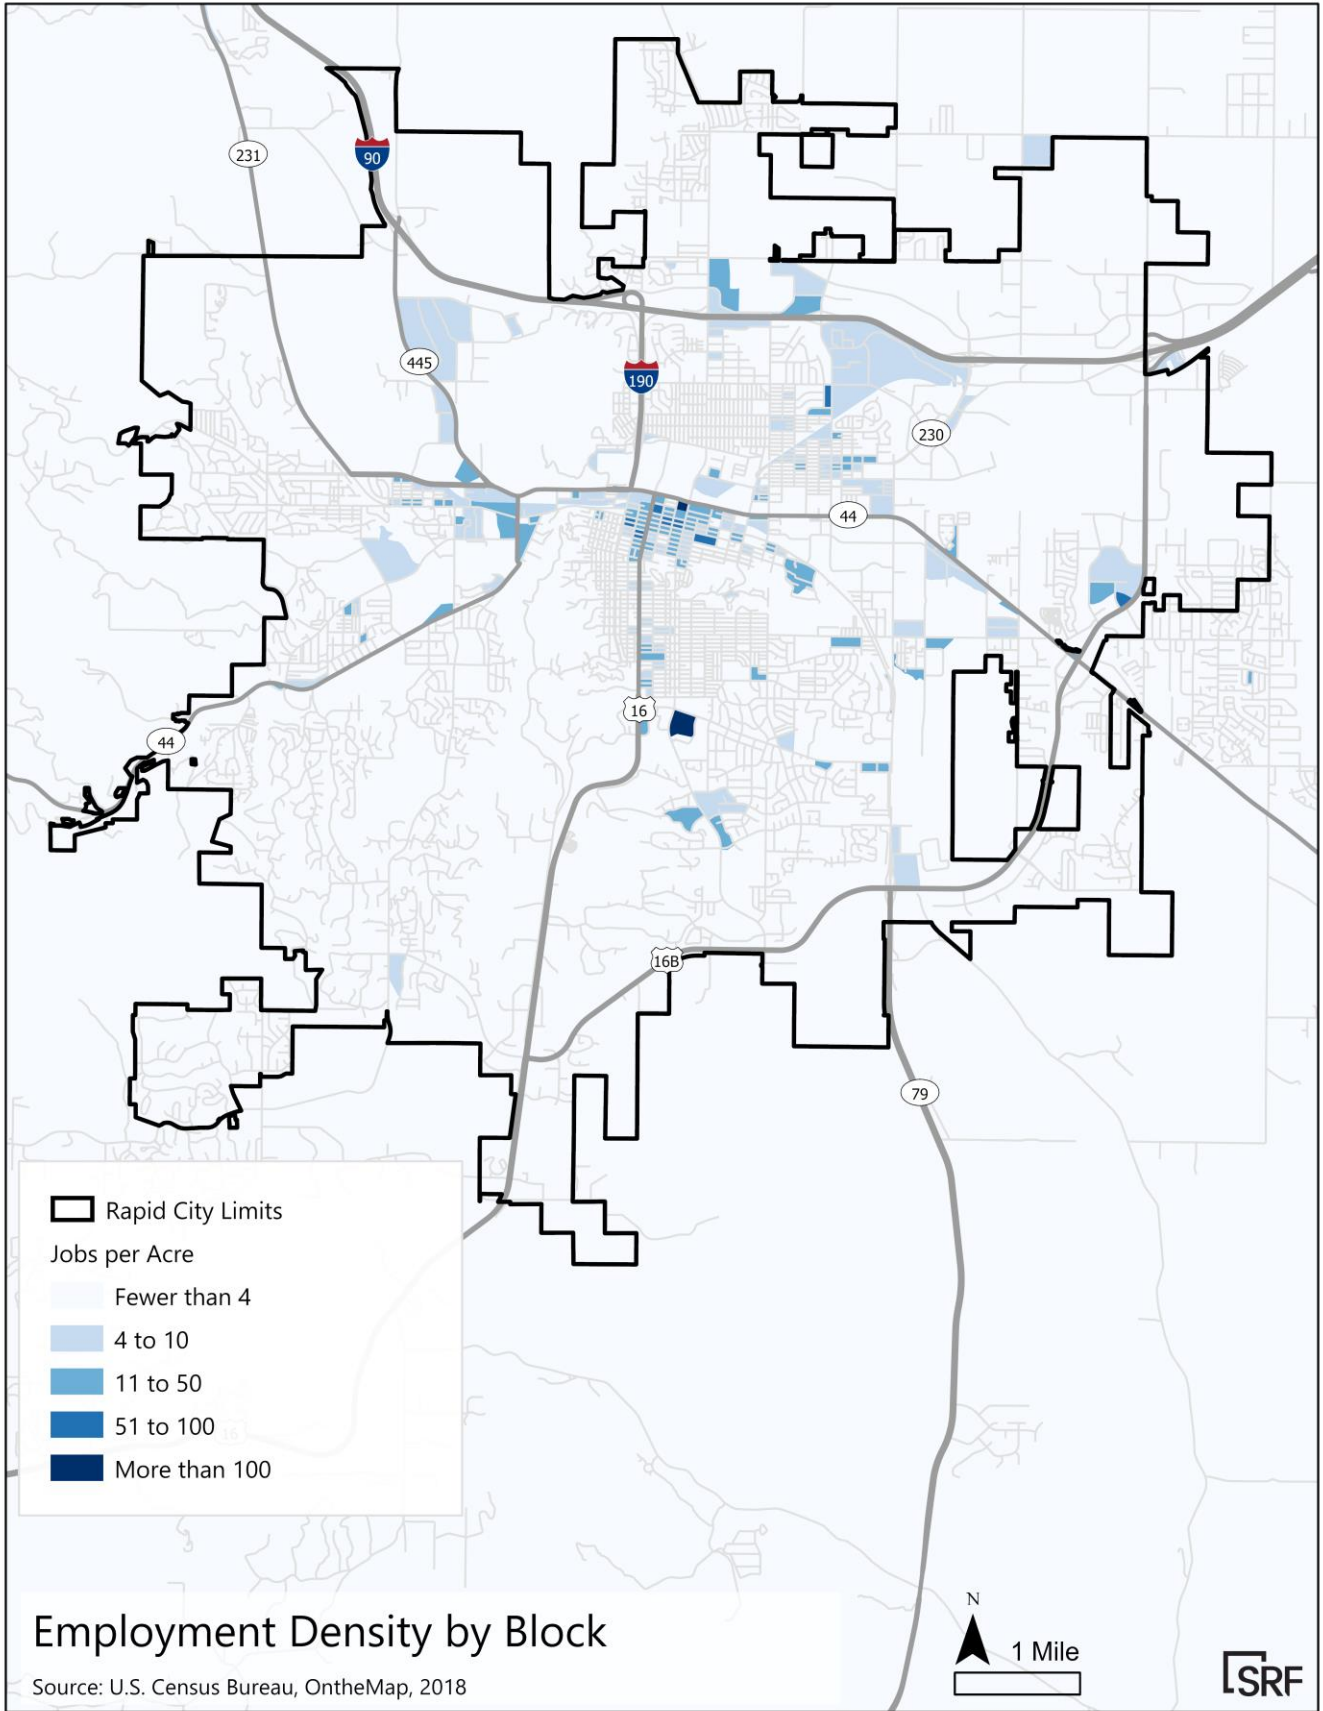 231
90
445
190
230
44
16
44
16B
79
Rapid City Limits
Jobs per Acre
Fewer than 4
4 to 10
11 to 50
51 to 100
16
More than 100
Employment Density by Block
Source: U.S. Census Bureau, OntheMap, 2018
N
1 Mile
SRF